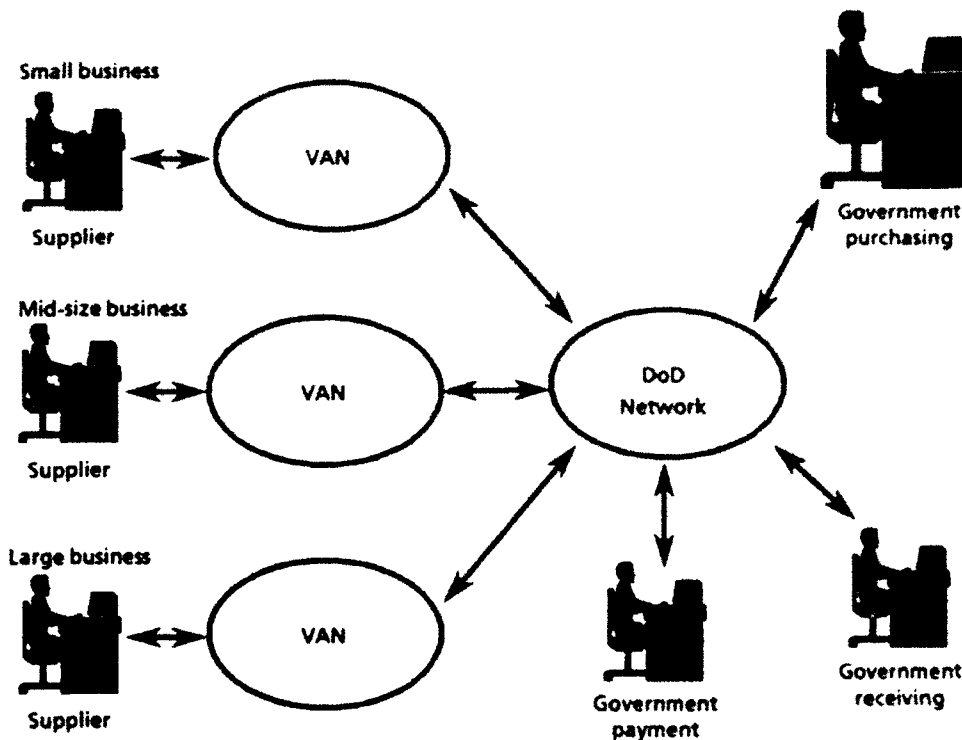 Small business
VAN
Supplier
Government
purchasing
Mid-size business
VAN
Supplier
DoD
Network
Large business
VAN
Supplier
Government
payment
Government
receiving